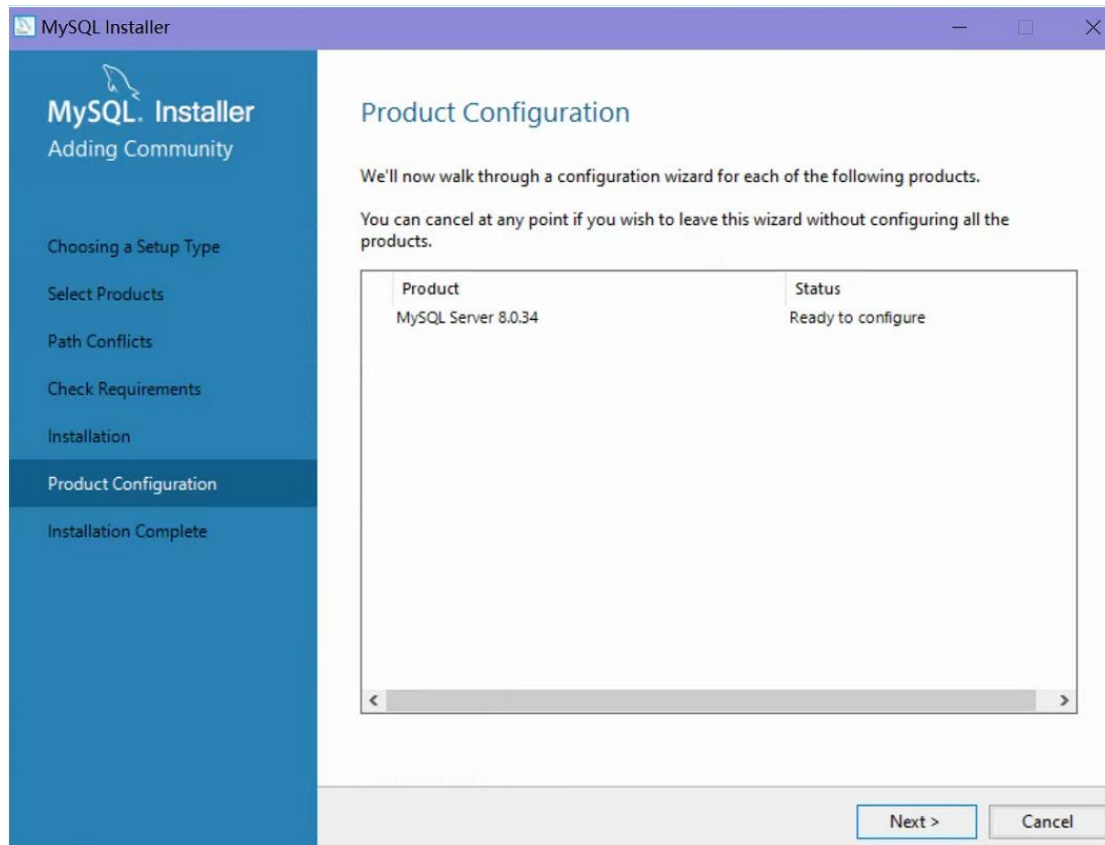 MySQL Installer
MySQL. Installer
Adding Community
Choosing a Setup Type
Select Products
Path Conflicts
Check Requirements
Installation
Product Configuration
Installation Complete
Product Configuration
We'll now walk through a configuration wizard for each of the following products.
You can cancel at any point if you wish to leave this wizard without configuring all the
products.
Product Status
MySQL Server 8.0.34 Ready to configure
Next > Cancel